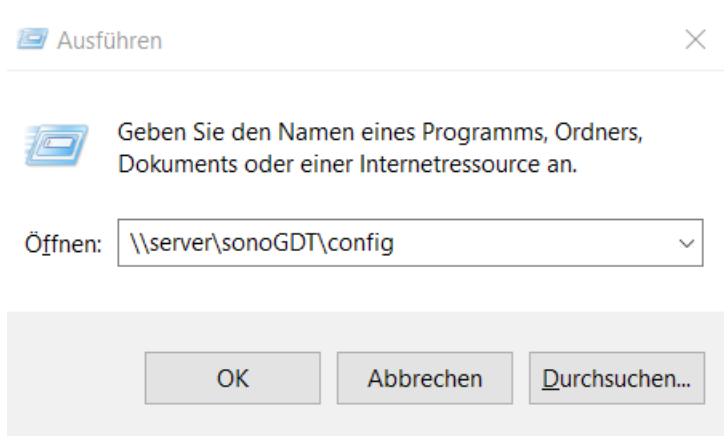 Ausführen
Geben Sie den Namen eines Programms, Ordners,
Dokuments oder einer Internetressource an.
Öffnen: \\server\sonoGDT\config
OK Abbrechen Durchsuchen...